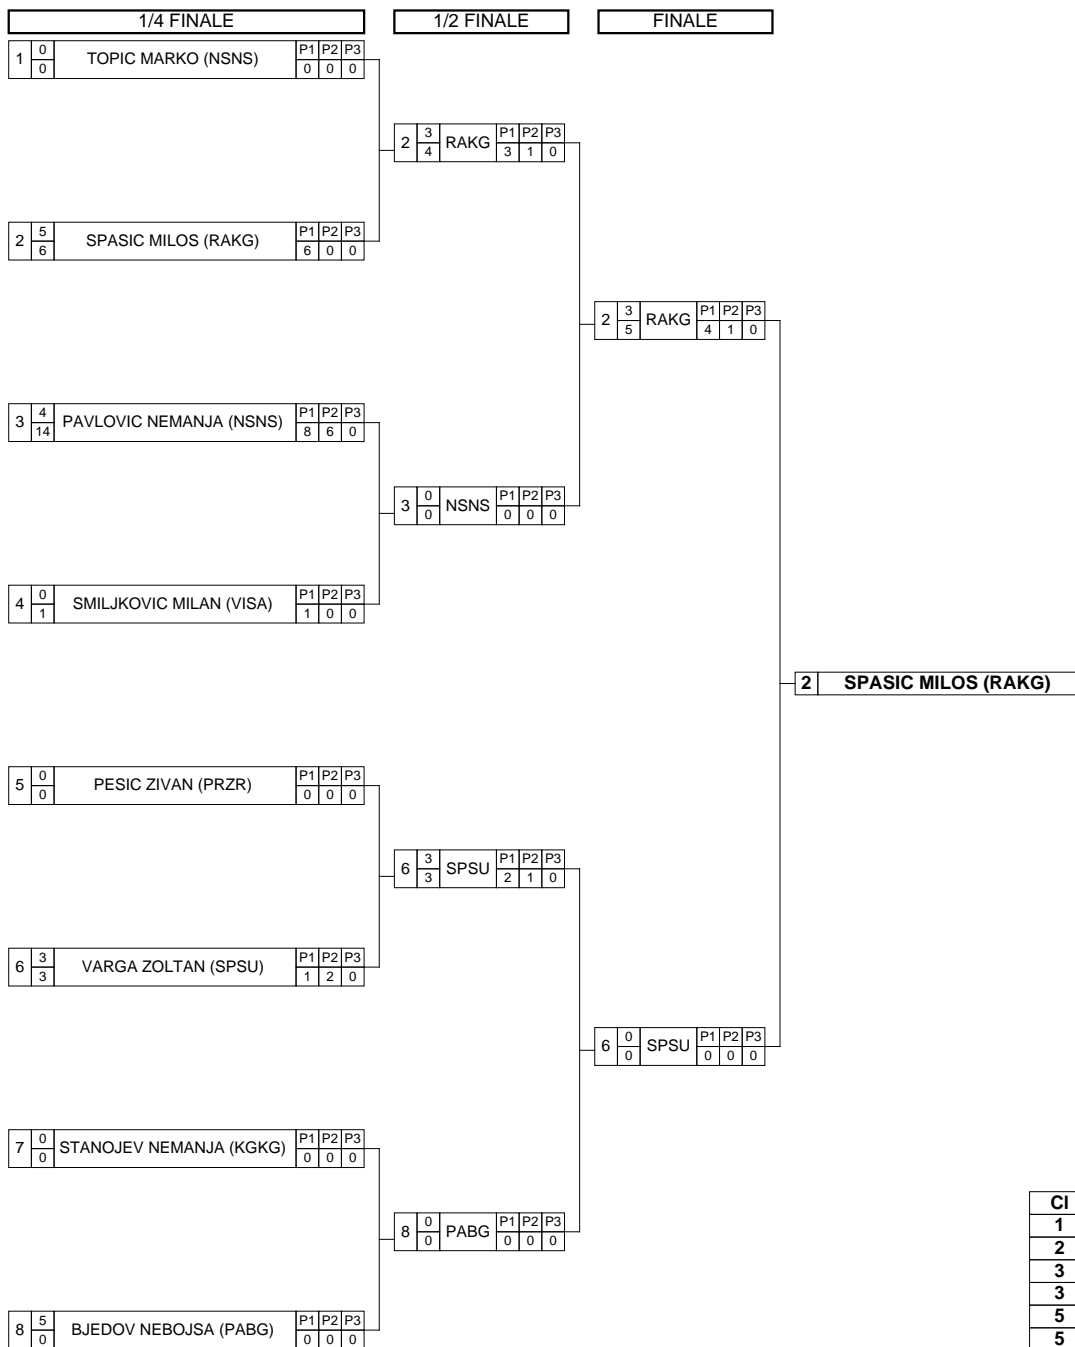 1/4 FINALE 1/2 FINALE FINALE
1 0 0 TOPIC MARKO (NSNS) P1 P2 P3 0 0 0
2 3 4 RAKG P1 P2 P3 3 1 0
2 5 6 SPASIC MILOS (RAKG) P1 P2 P3 6 0 0
2 3 5 RAKG P1 P2 P3 4 1 0
3 4 14 PAVLOVIC NEMANJA (NSNS) P1 P2 P3 8 6 0
3 0 0 NSNS P1 P2 P3 0 0 0
4 0 1 SMILJKOVIC MILAN (VISA) P1 P2 P3 1 0 0
2 SPASIC MILOS (RAKG)
5 0 0 PESIC ZIVAN (PRZR) P1 P2 P3 0 0 0
6 3 3 SPSU P1 P2 P3 2 1 0
6 3 3 VARGA ZOLTAN (SPSU) P1 P2 P3 1 2 0
6 0 0 SPSU P1 P2 P3 0 0 0
7 0 0 STANOJEV NEMANJA (KGKG) P1 P2 P3 0 0 0
8 0 0 PABG P1 P2 P3 0 0 0
8 5 0 BJEDOV NEBOJSA (PABG) P1 P2 P3 0 0 0
Cl
1
2
3
3
5
5